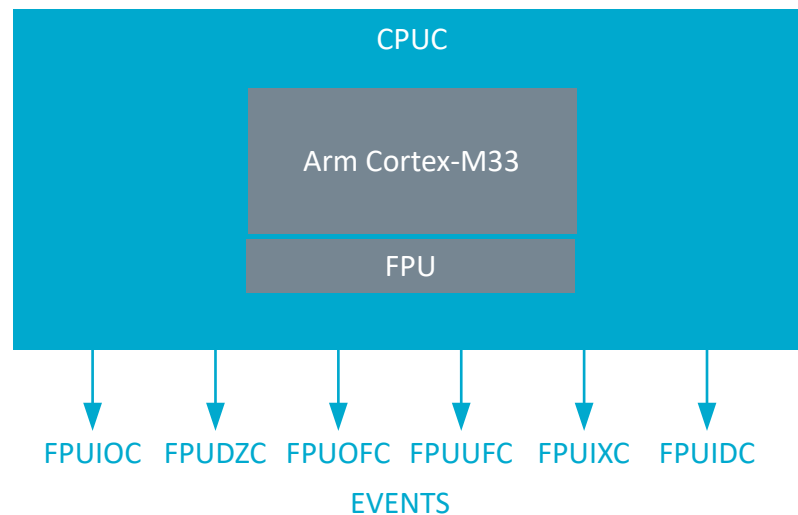 CPUC
Arm Cortex-M33
FPU
FPUIOC FPUDZC FPUOFC FPUUFC FPUIXC FPUIDC
EVENTS